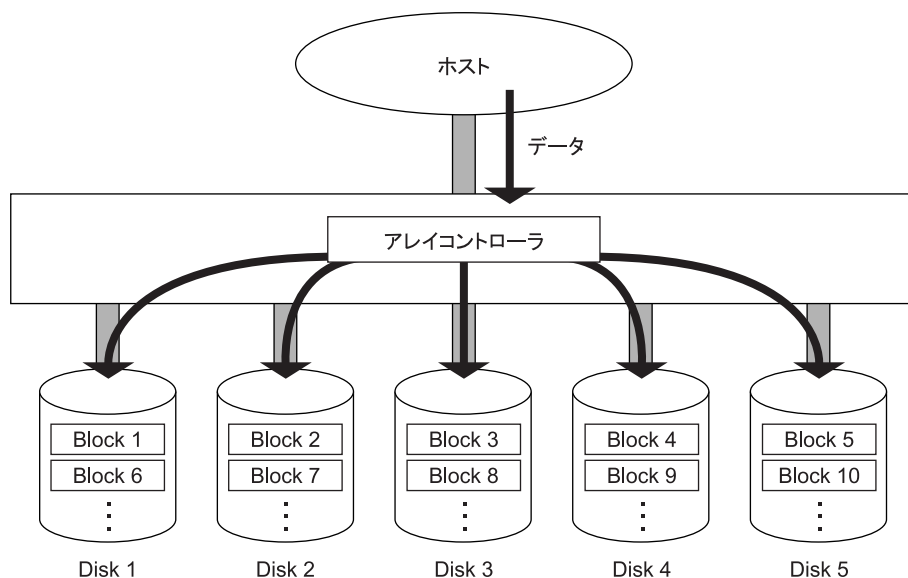 ホスト
データ
アレイコントローラ
Block 1
Block 2
Block 3
Block 4
Block 5
Block 6
Block 7
Block 8
Block 9
Block 10
Disk 1
Disk 2
Disk 3
Disk 4
Disk 5